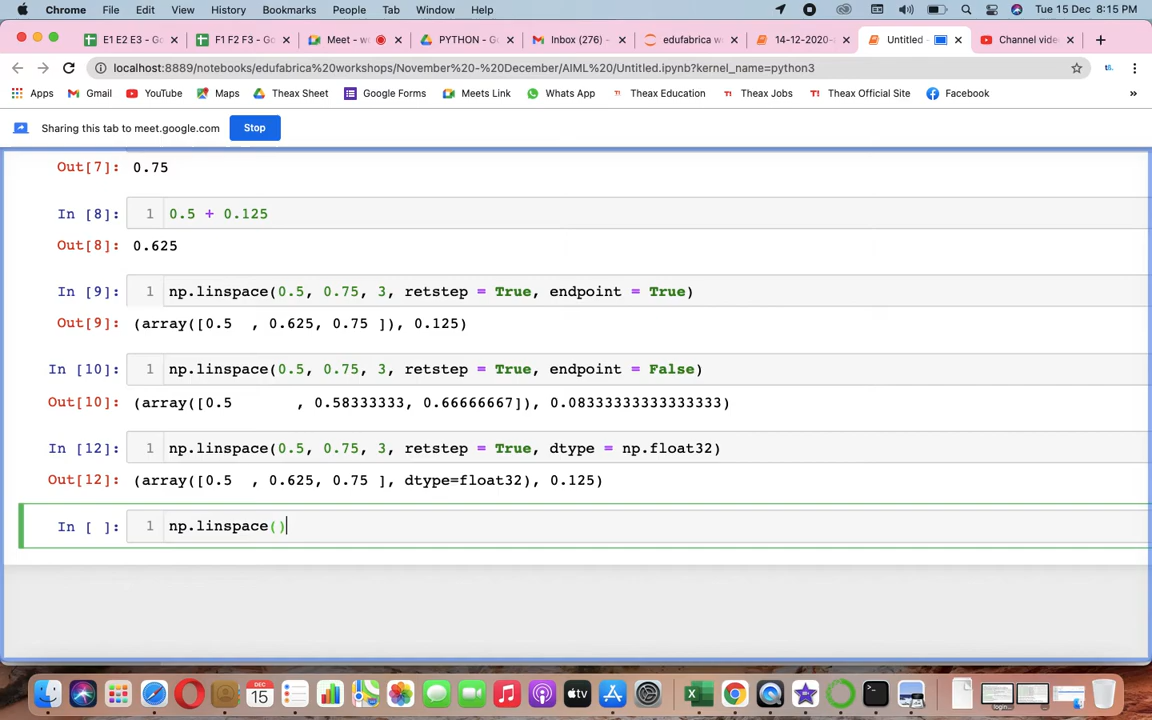 Chrome File Edit View History Bookmarks People Tab Window Help Tue 15 Dec 8:15 PM
E1 E2 E3 - Go F1 F2 F3 - Go Meet - w PYTHON - G Inbox (276) - edufabrica w 14-12-2020- Untitled Channel vide
localhost:8889/notebooks/edufabrica%20workshops/November%20-%20December/AIML%20/Untitled.ipynb?kernel_name=python3
Apps Gmail YouTube Maps Theax Sheet Google Forms Meets Link Whats App Theax Education Theax Jobs Theax Official Site Facebook »
Sharing this tab to meet.google.com Stop
Out[7]: 0.75
In [8]: 1 0.5 + 0.125
Out[8]: 0.625
In [9]: 1 np.linspace(0.5, 0.75, 3, retstep = True, endpoint = True)
Out[9]: (array([0.5  , 0.625, 0.75 ]), 0.125)
In [10]: 1 np.linspace(0.5, 0.75, 3, retstep = True, endpoint = False)
Out[10]: (array([0.5       , 0.58333333, 0.66666667]), 0.08333333333333333)
In [12]: 1 np.linspace(0.5, 0.75, 3, retstep = True, dtype = np.float32)
Out[12]: (array([0.5  , 0.625, 0.75 ], dtype=float32), 0.125)
In [ ]: 1 np.linspace()
DEC
15
tv